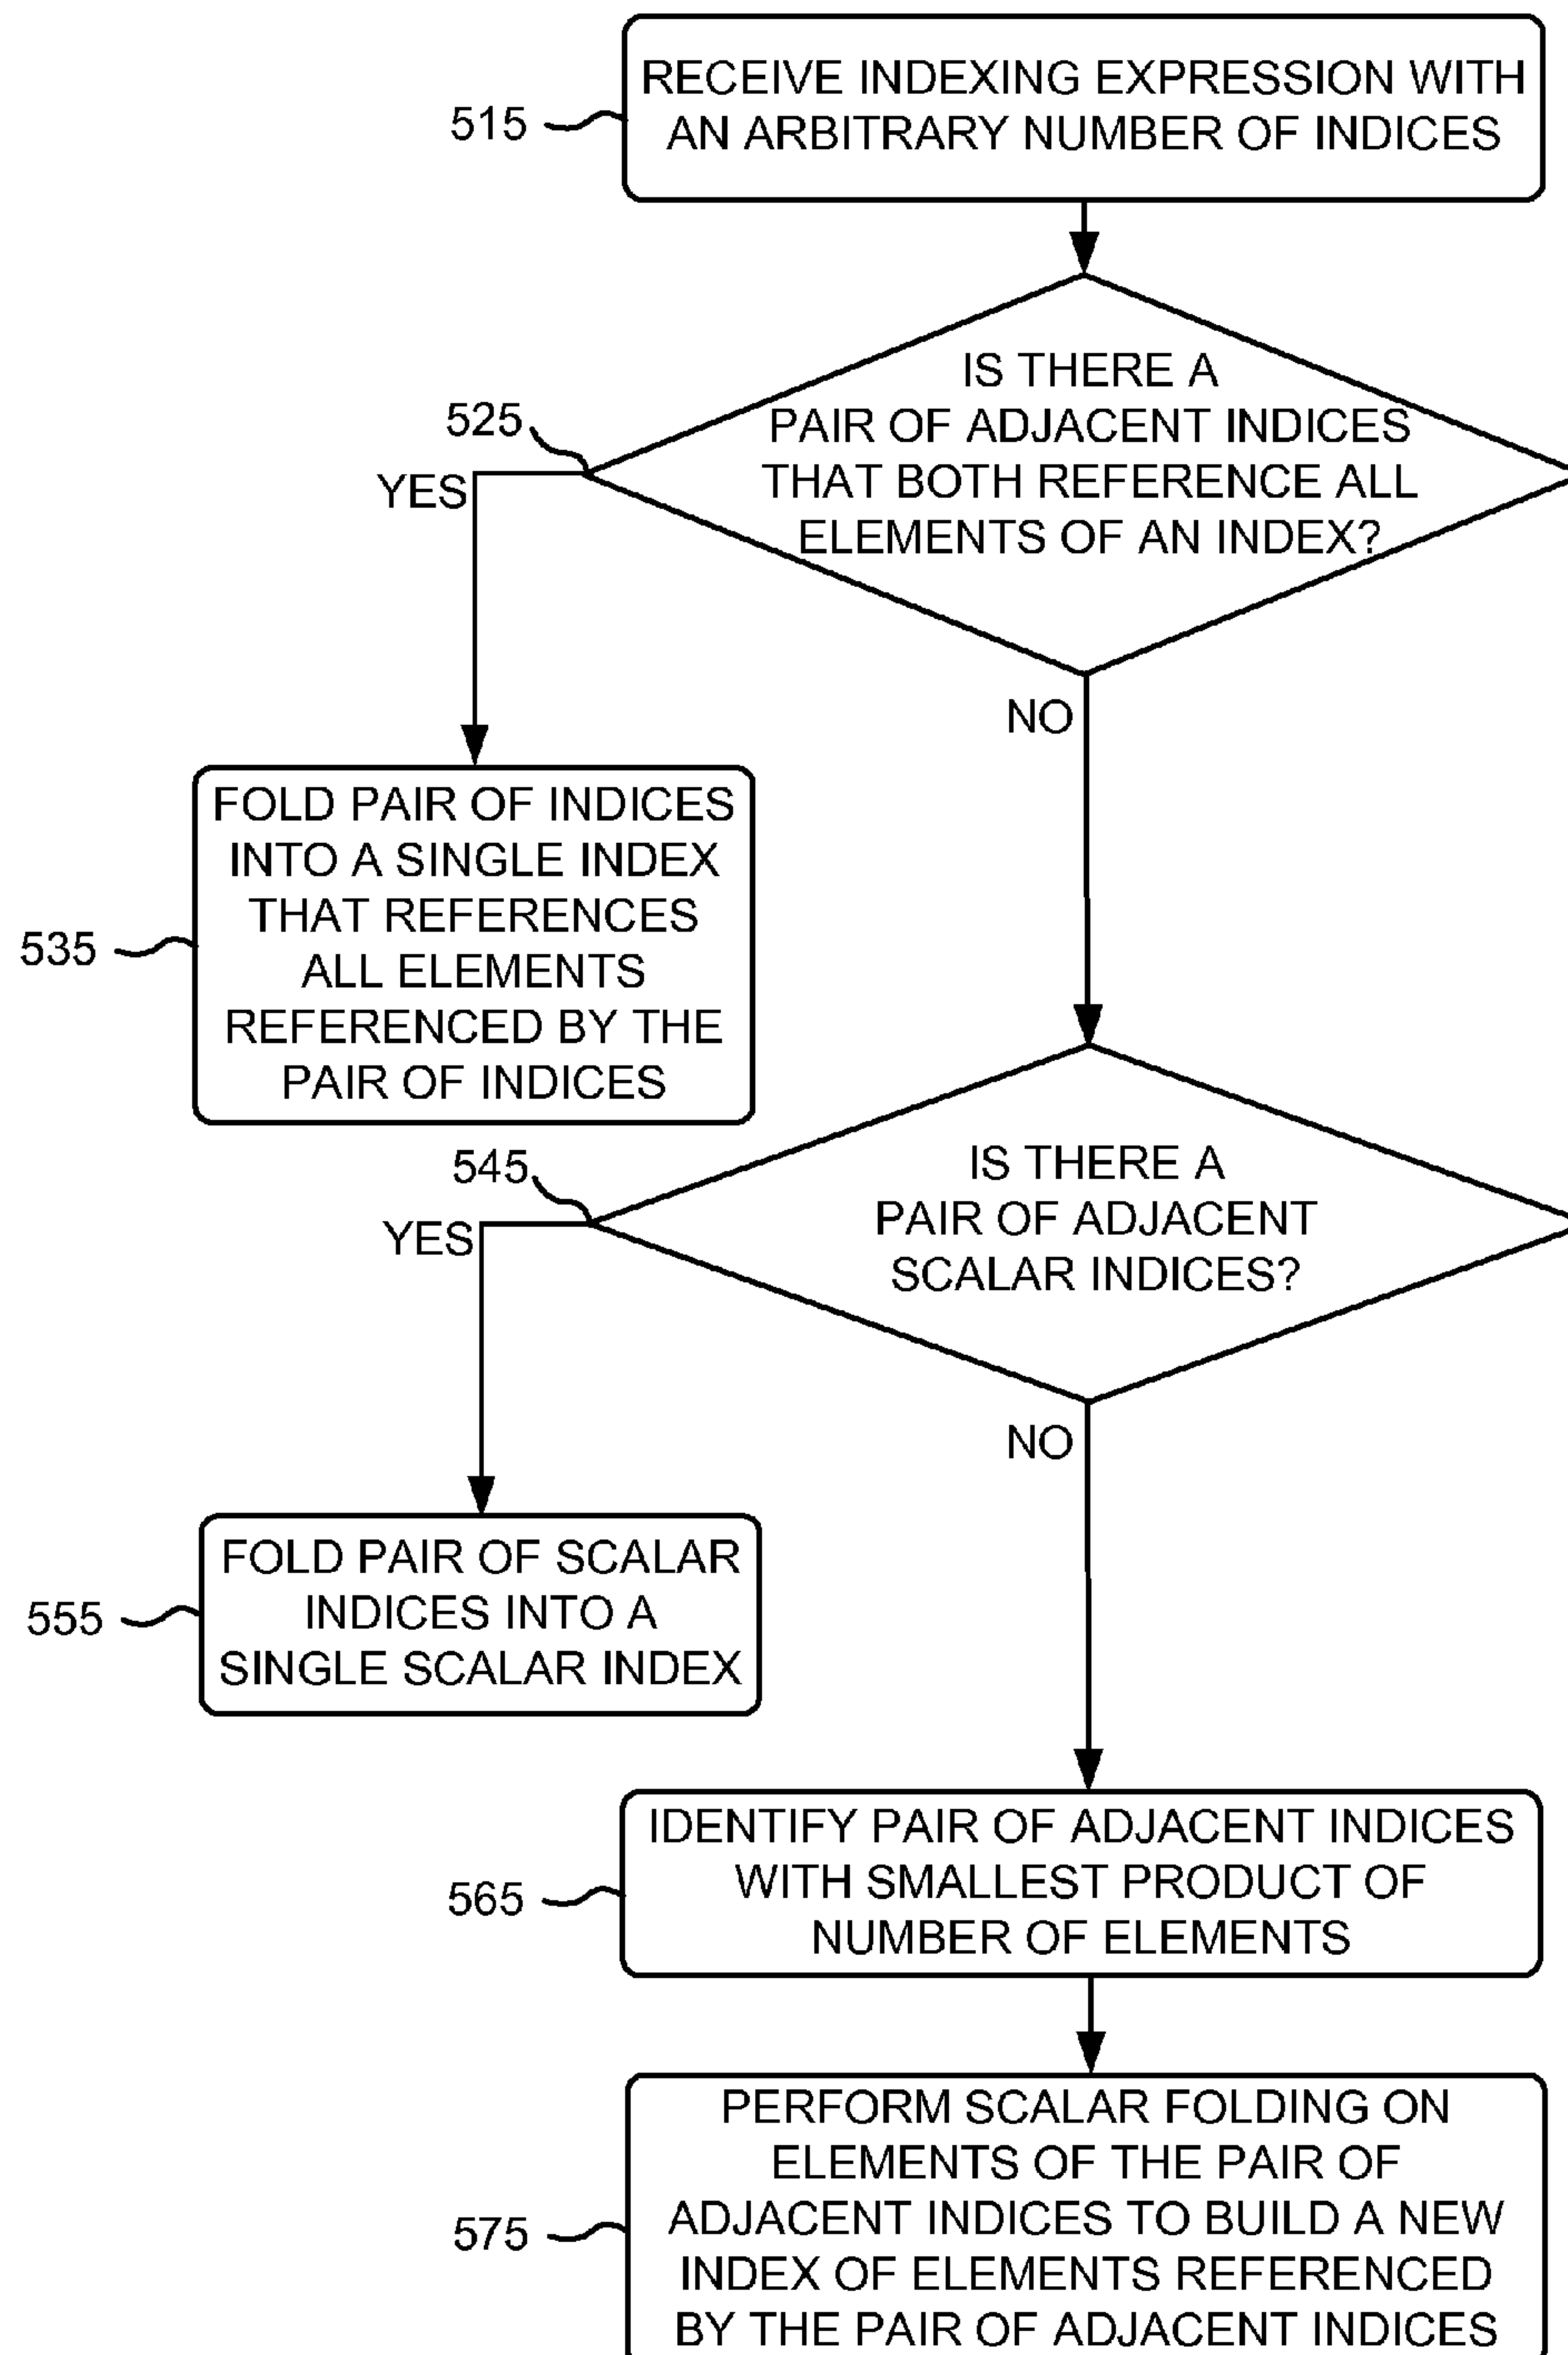 RECEIVE INDEXING EXPRESSION WITH
AN ARBITRARY NUMBER OF INDICES
515
IS THERE A
PAIR OF ADJACENT INDICES
THAT BOTH REFERENCE ALL
ELEMENTS OF AN INDEX?
525
YES
NO
FOLD PAIR OF INDICES
INTO A SINGLE INDEX
THAT REFERENCES
ALL ELEMENTS
REFERENCED BY THE
PAIR OF INDICES
535
IS THERE A
PAIR OF ADJACENT
SCALAR INDICES?
545
YES
NO
FOLD PAIR OF SCALAR
INDICES INTO A
SINGLE SCALAR INDEX
555
IDENTIFY PAIR OF ADJACENT INDICES
WITH SMALLEST PRODUCT OF
NUMBER OF ELEMENTS
565
PERFORM SCALAR FOLDING ON
ELEMENTS OF THE PAIR OF
ADJACENT INDICES TO BUILD A NEW
INDEX OF ELEMENTS REFERENCED
BY THE PAIR OF ADJACENT INDICES
575